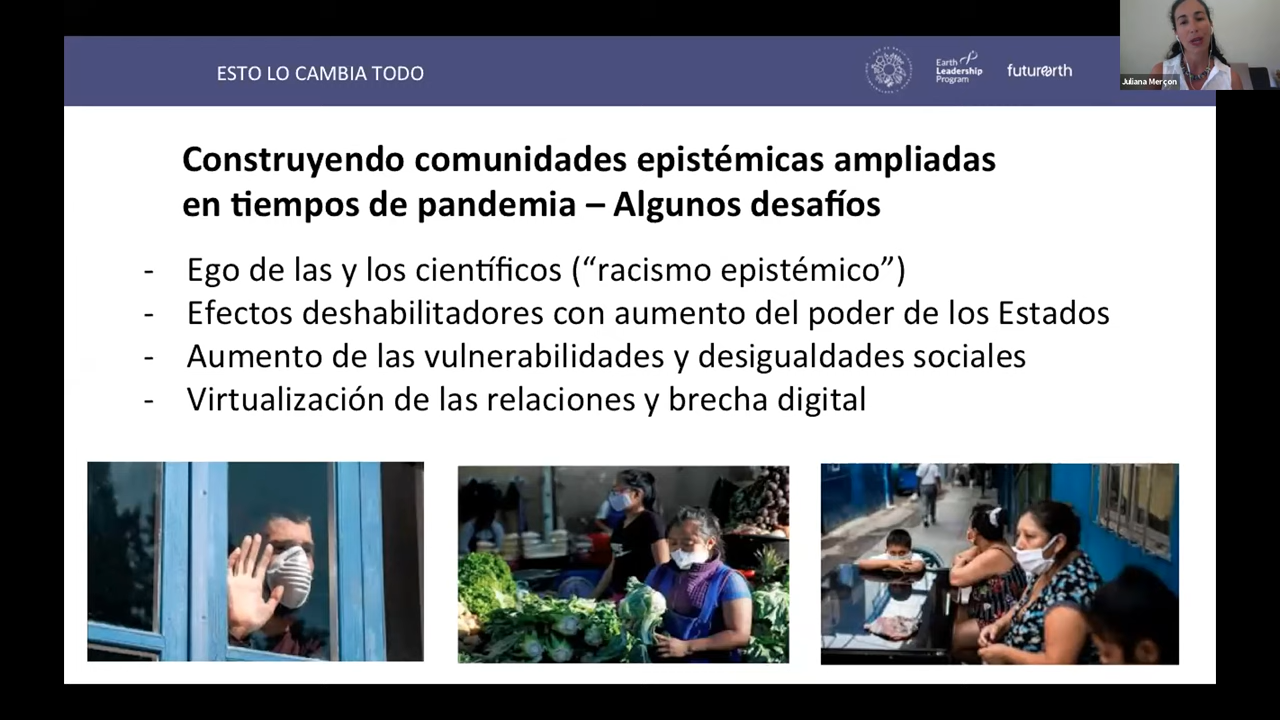 ESTO LO CAMBIA TODO
Earth
Leadership
Program
futurearth
Juliana Merçon
Construyendo comunidades epistémicas ampliadas
en tiempos de pandemia – Algunos desafíos
- Ego de las y los científicos (“racismo epistémico”)
- Efectos deshabilitadores con aumento del poder de los Estados
- Aumento de las vulnerabilidades y desigualdades sociales
- Virtualización de las relaciones y brecha digital